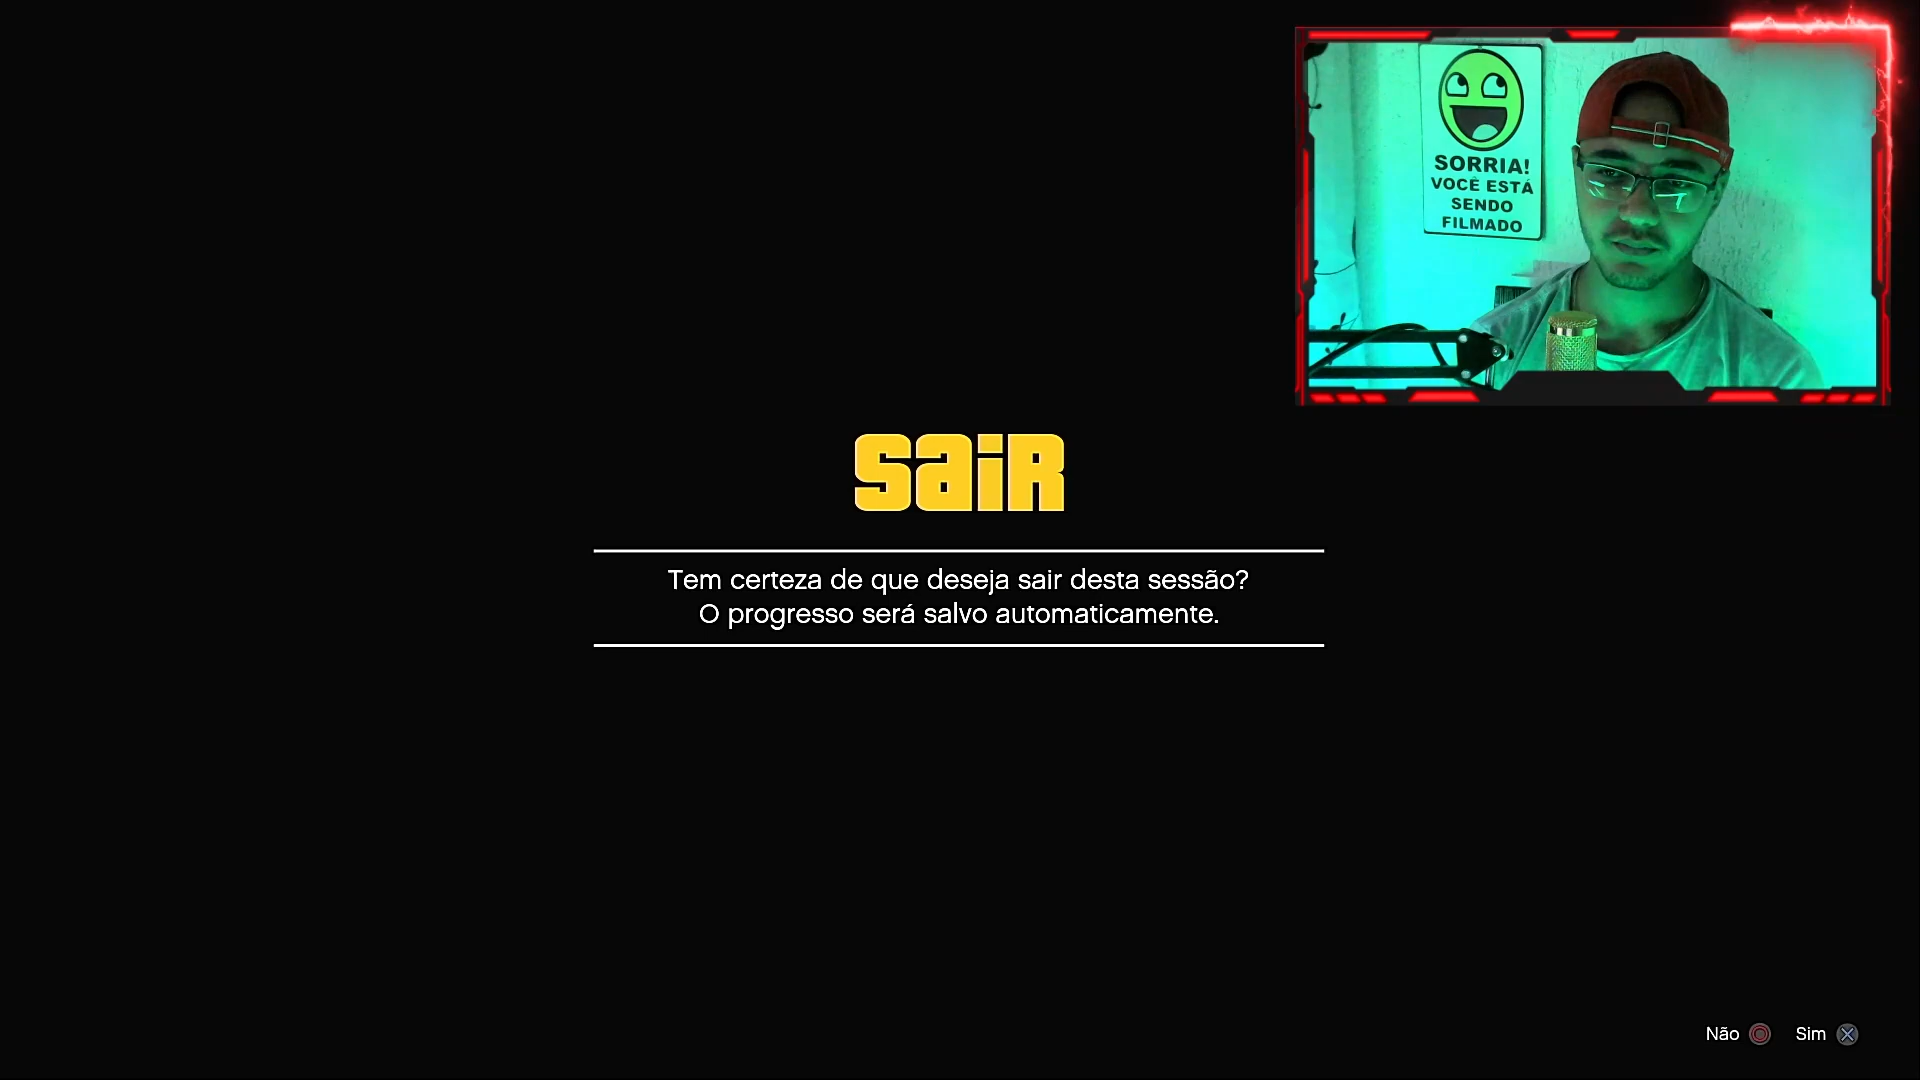 SORRIA!
VOCÊ ESTÁ
SENDO
FILMADO
SAIR
Tem certeza de que deseja sair desta sessão?
O progresso será salvo automaticamente.
Não
Sim